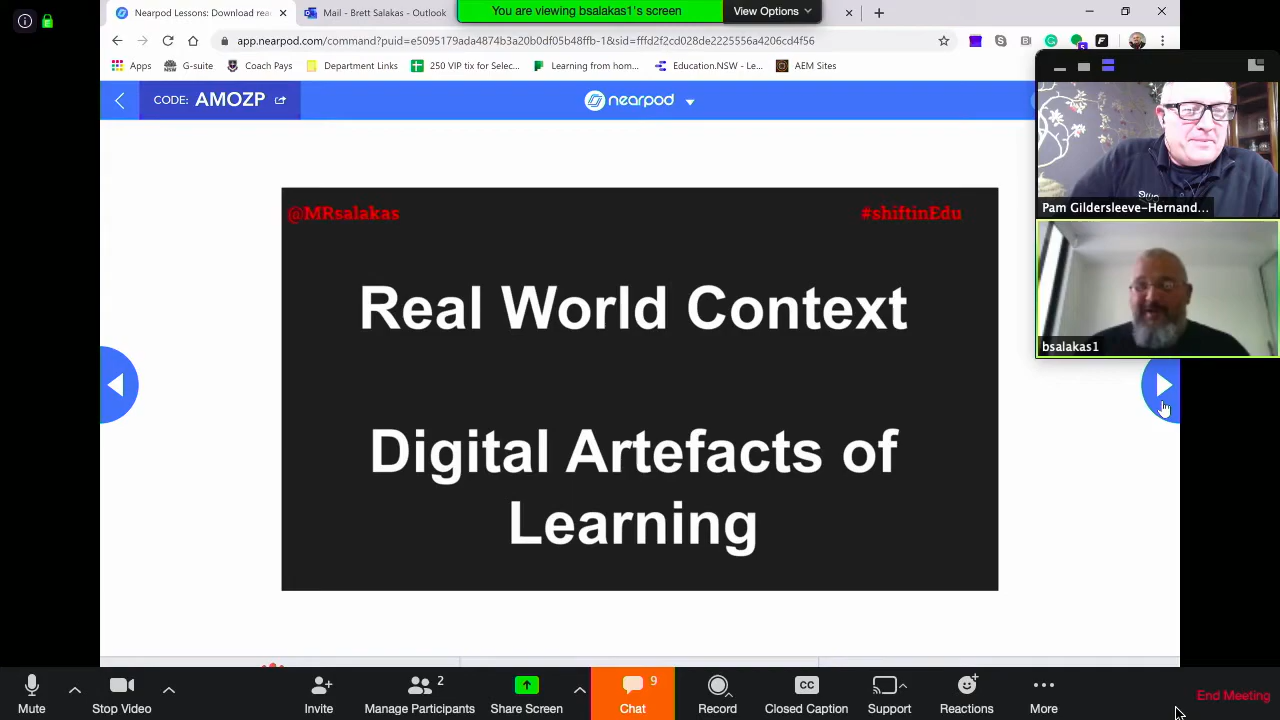 Nearpod Lessons: Download rea
Mail - Brett Salakas - Outlook
You are viewing bsalakas1's screen
View Options
app.nearpod.com/command?quid=e5095179ada4874b3a20b0df05b48ffb-1&sid=fffd2f2cd028de2225556a4206cd4f56
Apps
G-suite
Coach Pays
Department Links
250 VIP tix for Selec...
Learning from hom...
Education.NSW - Le...
AEM Sites
CODE: AMOZP
nearpod
Pam Gildersleeve-Hernand...
bsalakas1
@MRsalakas
#shiftinEdu
Real World Context
Digital Artefacts of
Learning
Mute
Stop Video
Invite
2
Manage Participants
Share Screen
9
Chat
Record
CC
Closed Caption
Support
Reactions
More
End Meeting